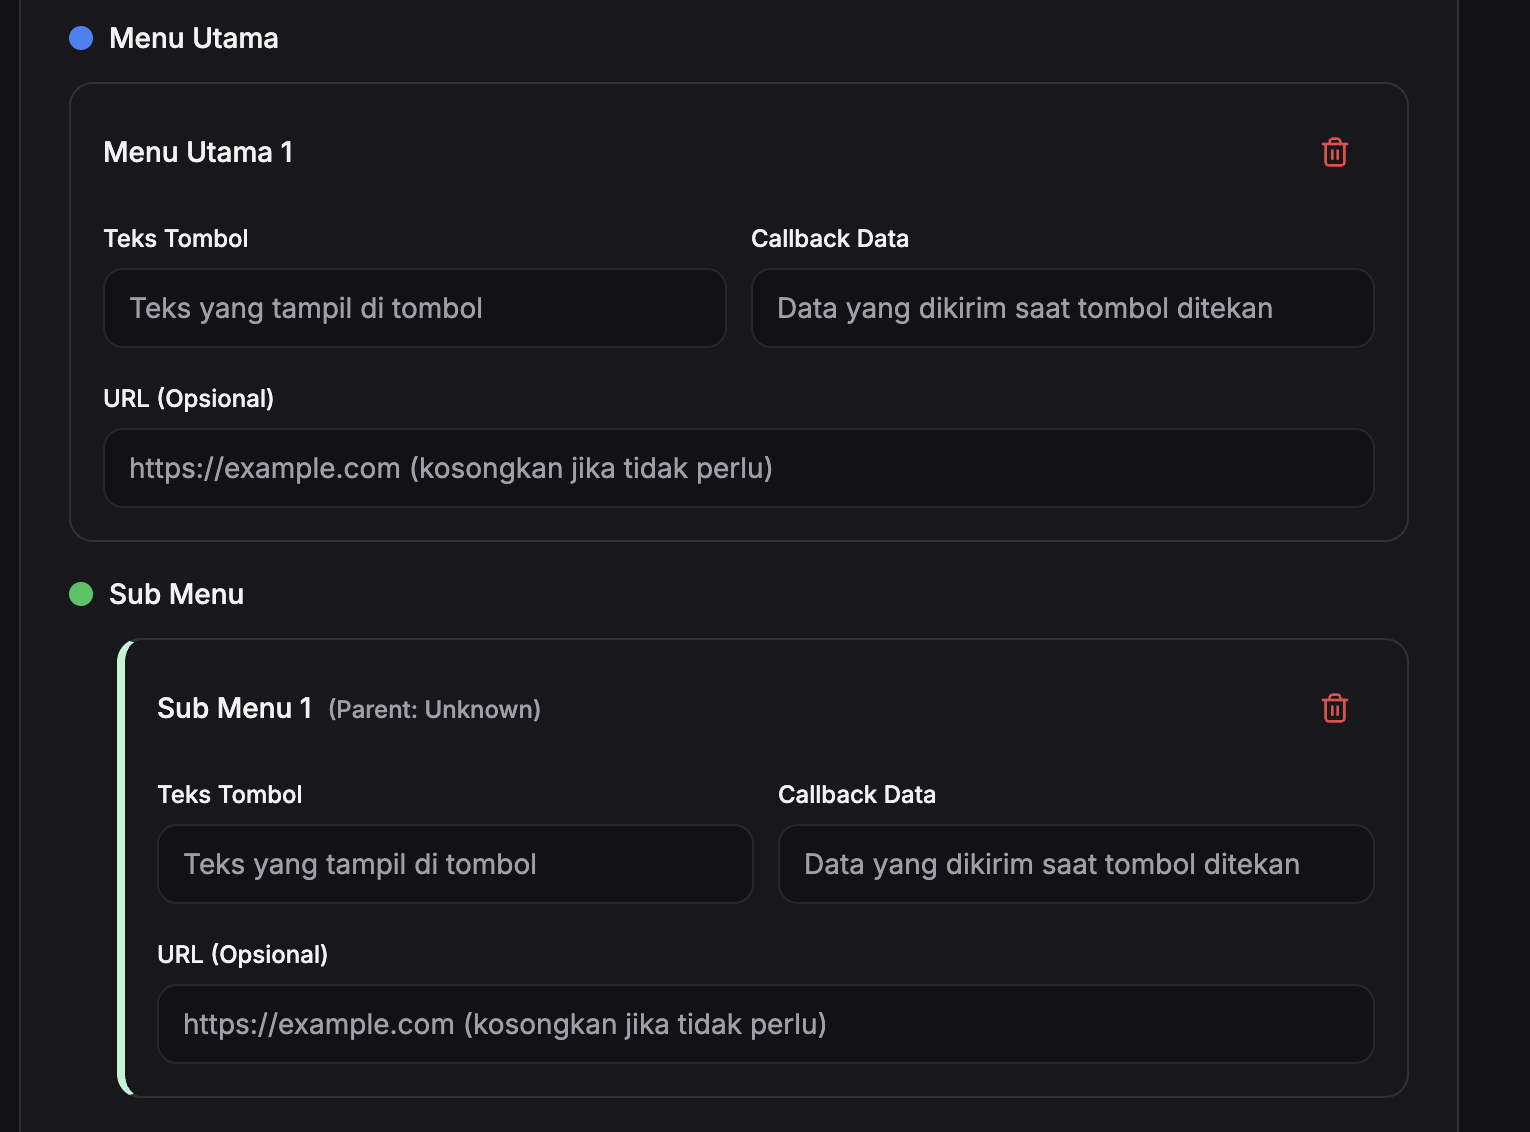 Menu Utama
Menu Utama 1
Teks Tombol
Callback Data
Teks yang tampil di tombol
Data yang dikirim saat tombol ditekan
URL (Opsional)
https://example.com (kosongkan jika tidak perlu)
Sub Menu
Sub Menu 1 (Parent: Unknown)
Teks Tombol
Callback Data
Teks yang tampil di tombol
Data yang dikirim saat tombol ditekan
URL (Opsional)
https://example.com (kosongkan jika tidak perlu)